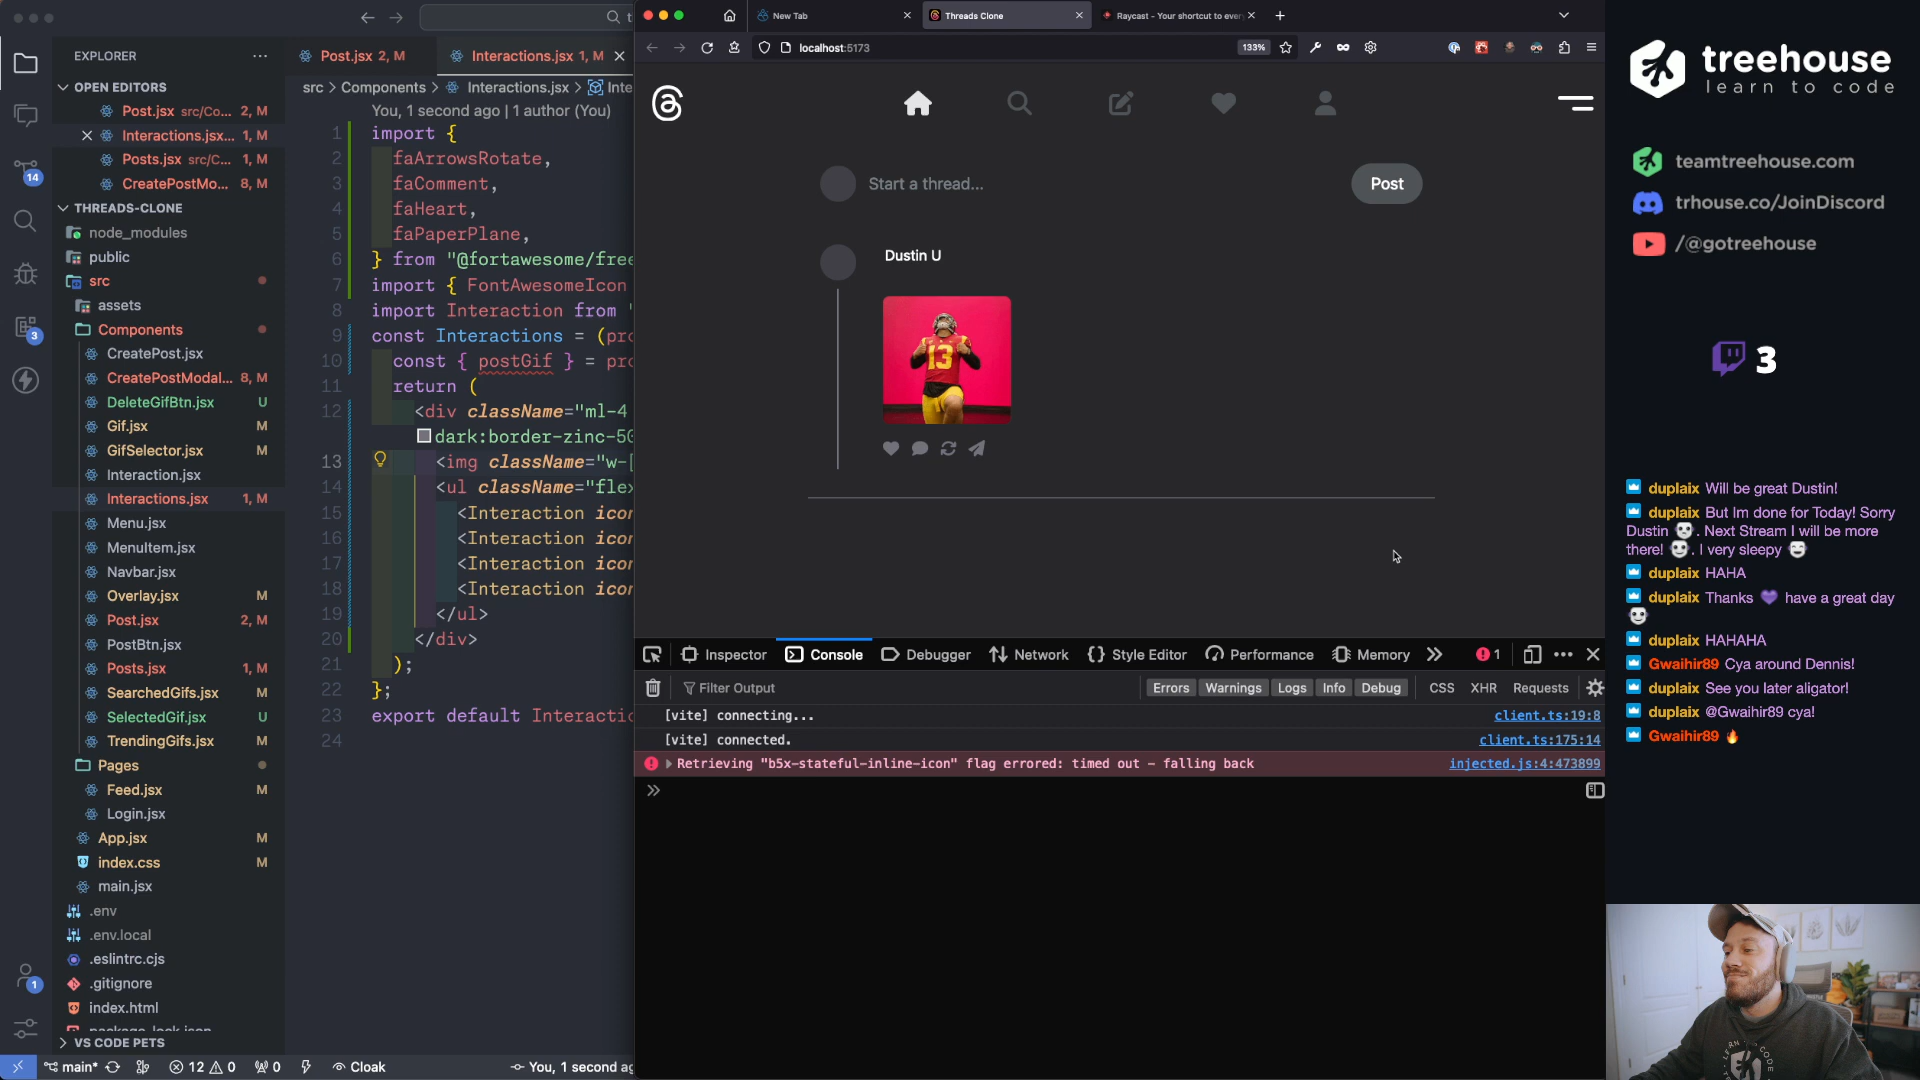 EXPLORER
OPEN EDITORS
Post.jsx src/Co... 2, M
Interactions.jsx... 1, M
Posts.jsx src/C... 1, M
CreatePostMo... 8, M
THREADS-CLONE
node_modules
public
src
assets
Components
CreatePost.jsx
CreatePostModal... 8, M
DeleteGifBtn.jsx U
Gif.jsx M
GifSelector.jsx M
Interaction.jsx
Interactions.jsx 1, M
Menu.jsx
MenuItem.jsx
Navbar.jsx
Overlay.jsx M
Post.jsx 2, M
PostBtn.jsx
Posts.jsx 1, M
SearchedGifs.jsx M
SelectedGif.jsx U
TrendingGifs.jsx M
Pages
Feed.jsx M
Login.jsx
App.jsx M
index.css M
main.jsx
.env
.env.local
.eslintrc.cjs
.gitignore
index.html
VS CODE PETS
14
3
1
main* 12 0 0 Cloak You, 1 second ag
Post.jsx 2, M Interactions.jsx 1, M
src > Components > Interactions.jsx > Inte
You, 1 second ago | 1 author (You)
1 import {
2 faArrowsRotate,
3 faComment,
4 faHeart,
5 faPaperPlane,
6 } from "@fortawesome/free
7 import { FontAwesomeIcon
8 import Interaction from "
9 const Interactions = (pro
10 const { postGif } = pro
11 return (
12 <div className="ml-4
dark:border-zinc-50
13 <img className="w-[
14 <ul className="flex
15 <Interaction icon
16 <Interaction icon
17 <Interaction icon
18 <Interaction icon
19 </ul>
20 </div>
21 );
22 };
23 export default Interactio
24
New Tab Threads Clone Raycast - Your shortcut to every
localhost:5173 133%
Start a thread... Post
Dustin U
13
Inspector Console Debugger Network Style Editor Performance Memory 1
Filter Output Errors Warnings Logs Info Debug CSS XHR Requests
[vite] connecting... client.ts:19:8
[vite] connected. client.ts:175:14
Retrieving "b5x-stateful-inline-icon" flag errored: timed out - falling back injected.js:4:473899
treehouse
learn to code
teamtreehouse.com
trhouse.co/JoinDiscord
/@gotreehouse
3
duplaix Will be great Dustin!
duplaix But Im done for Today! Sorry
Dustin . Next Stream I will be more
there! . I very sleepy
duplaix HAHA
duplaix Thanks 💜 have a great day
duplaix HAHAHA
Gwaihir89 Cya around Dennis!
duplaix See you later aligator!
duplaix @Gwaihir89 cya!
Gwaihir89 🔥